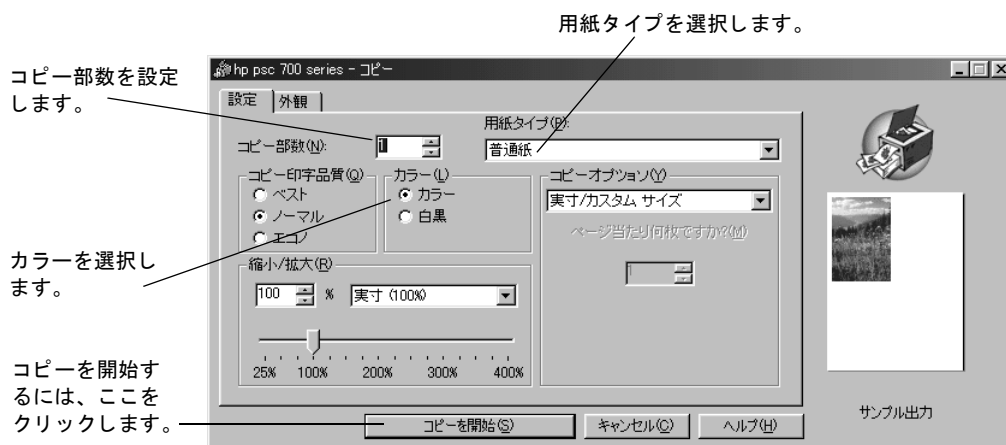 用紙タイプを選択します。
コピー部数を設定
します。
hp psc 700 series - コピー
設定
外観
コピー部数(N):
1
用紙タイプ(P):
普通紙
コピー印字品質(Q)
ベスト
ノーマル
エコノ
カラー(L)
カラー
白黒
コピーオプション(Y)
実寸/カスタム サイズ
ページ当たり何枚ですか?(M)
1
カラーを選択し
ます。
縮小/拡大(R)
100 % 実寸 (100%)
25% 100% 200% 300% 400%
コピーを開始す
るには、ここを
クリックします。
コピーを開始(S)
キャンセル(C)
ヘルプ(H)
サンプル出力